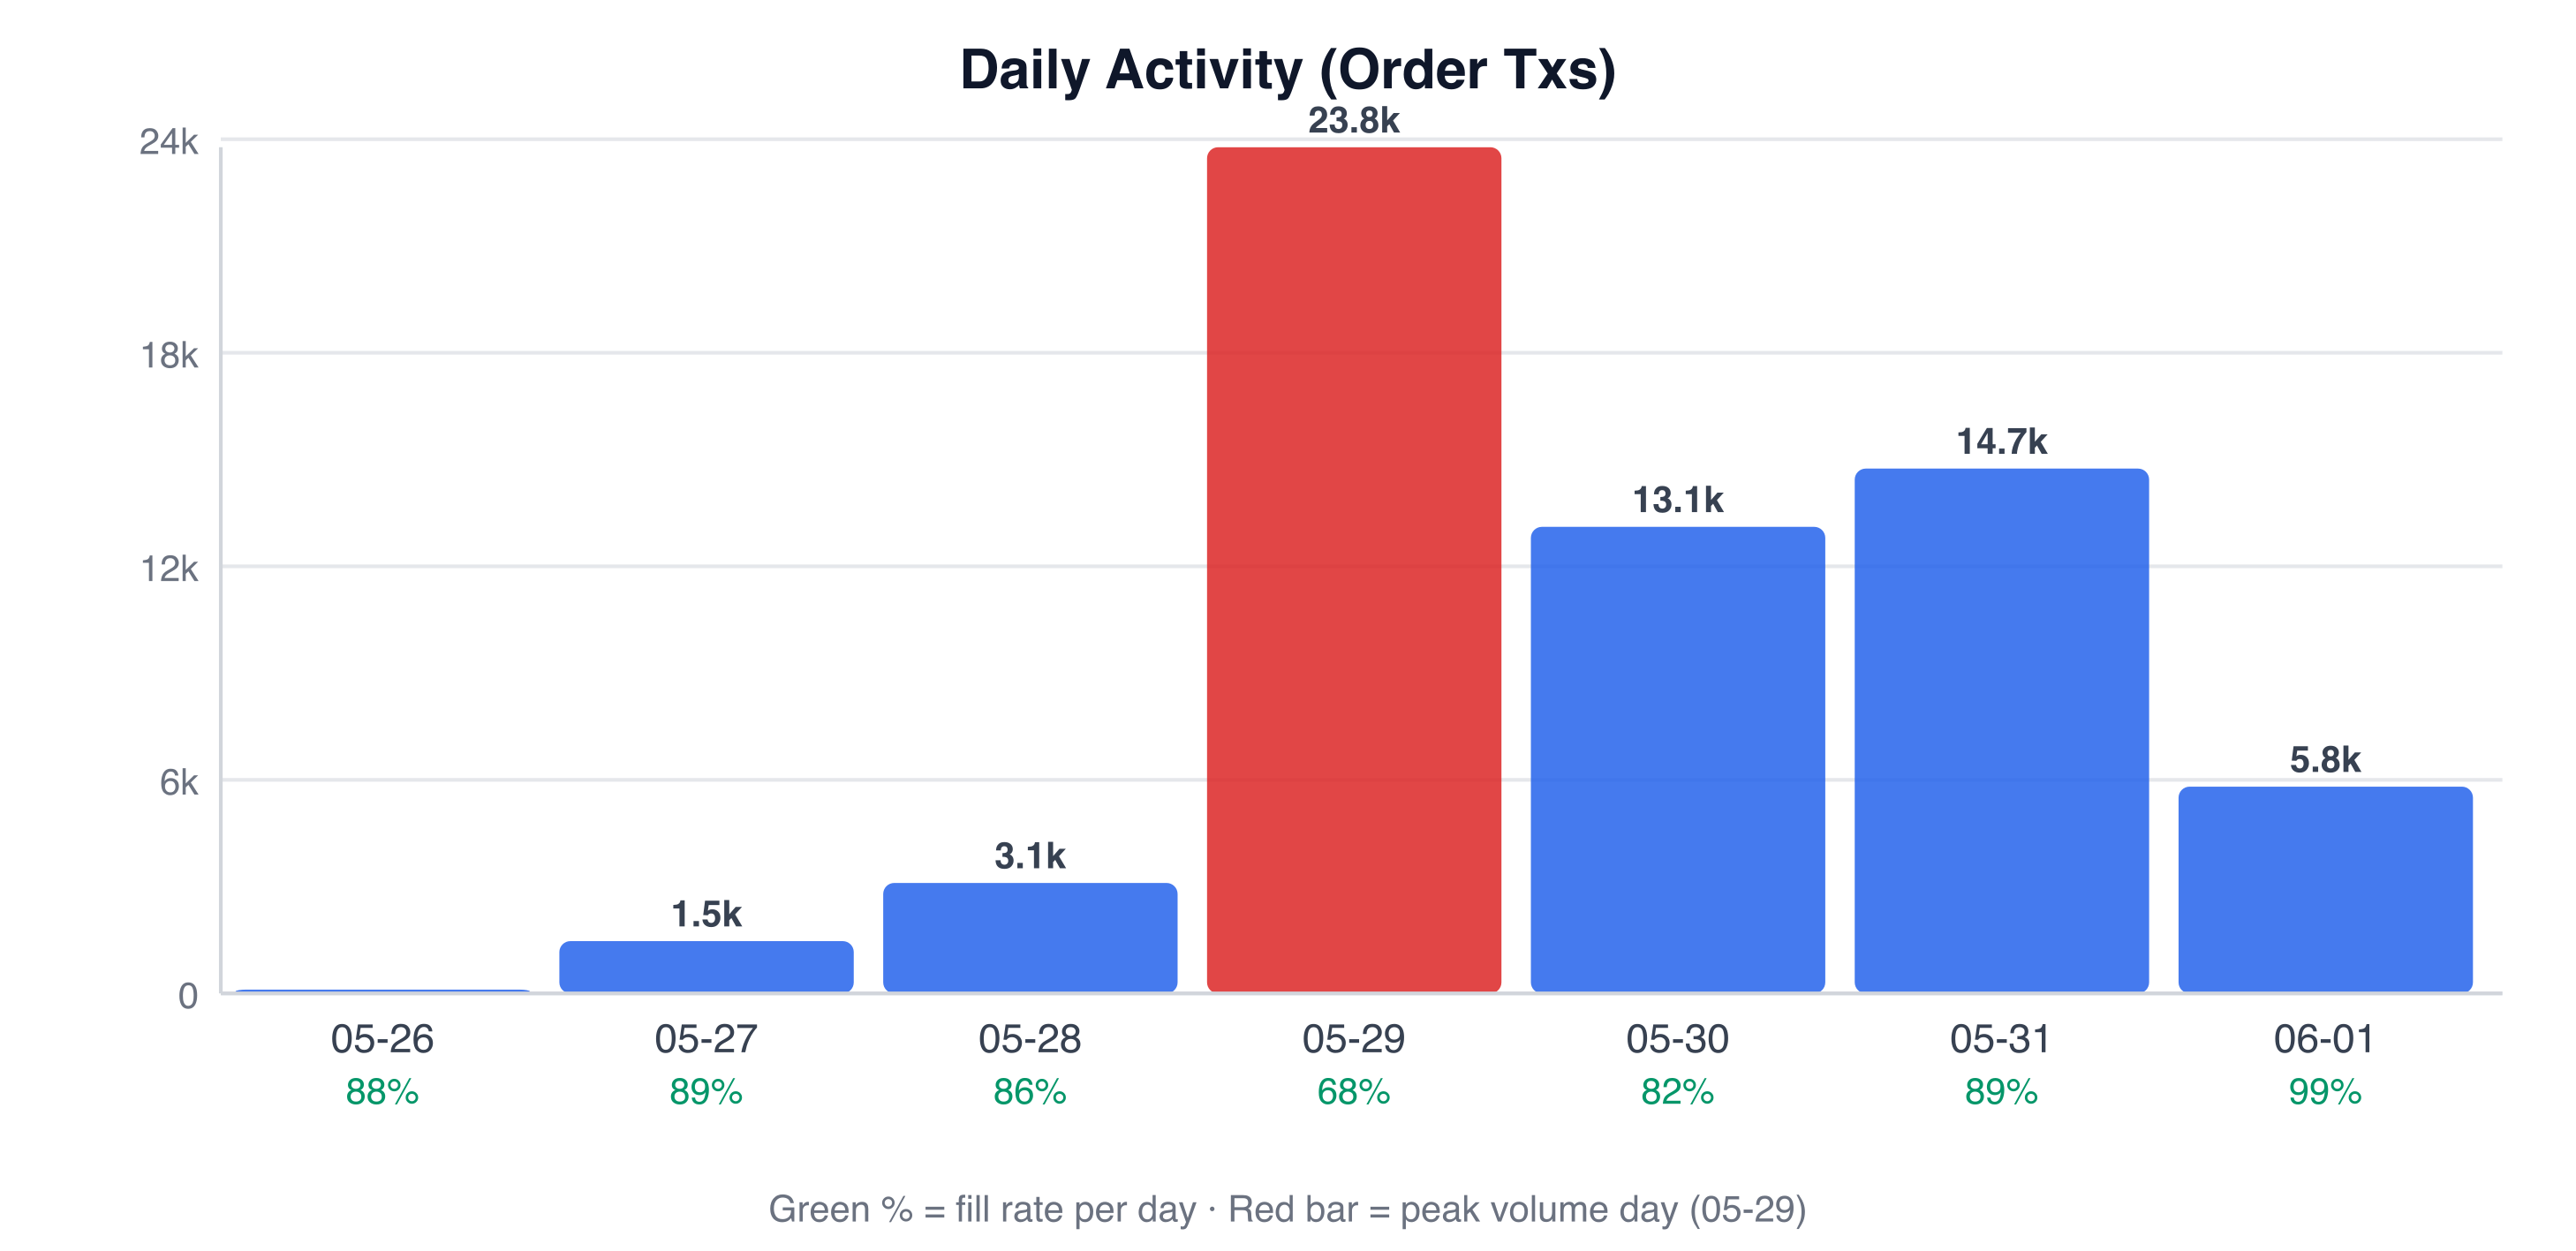 Daily Activity (Order Txs)
23.8k
24k
18k
14.7k
13.1k
12k
6k
5.8k
3.1k
1.5k
0
05-26 05-27 05-28 05-29 05-30 05-31 06-01
88% 89% 86% 68% 82% 89% 99%
Green % = fill rate per day · Red bar = peak volume day (05-29)